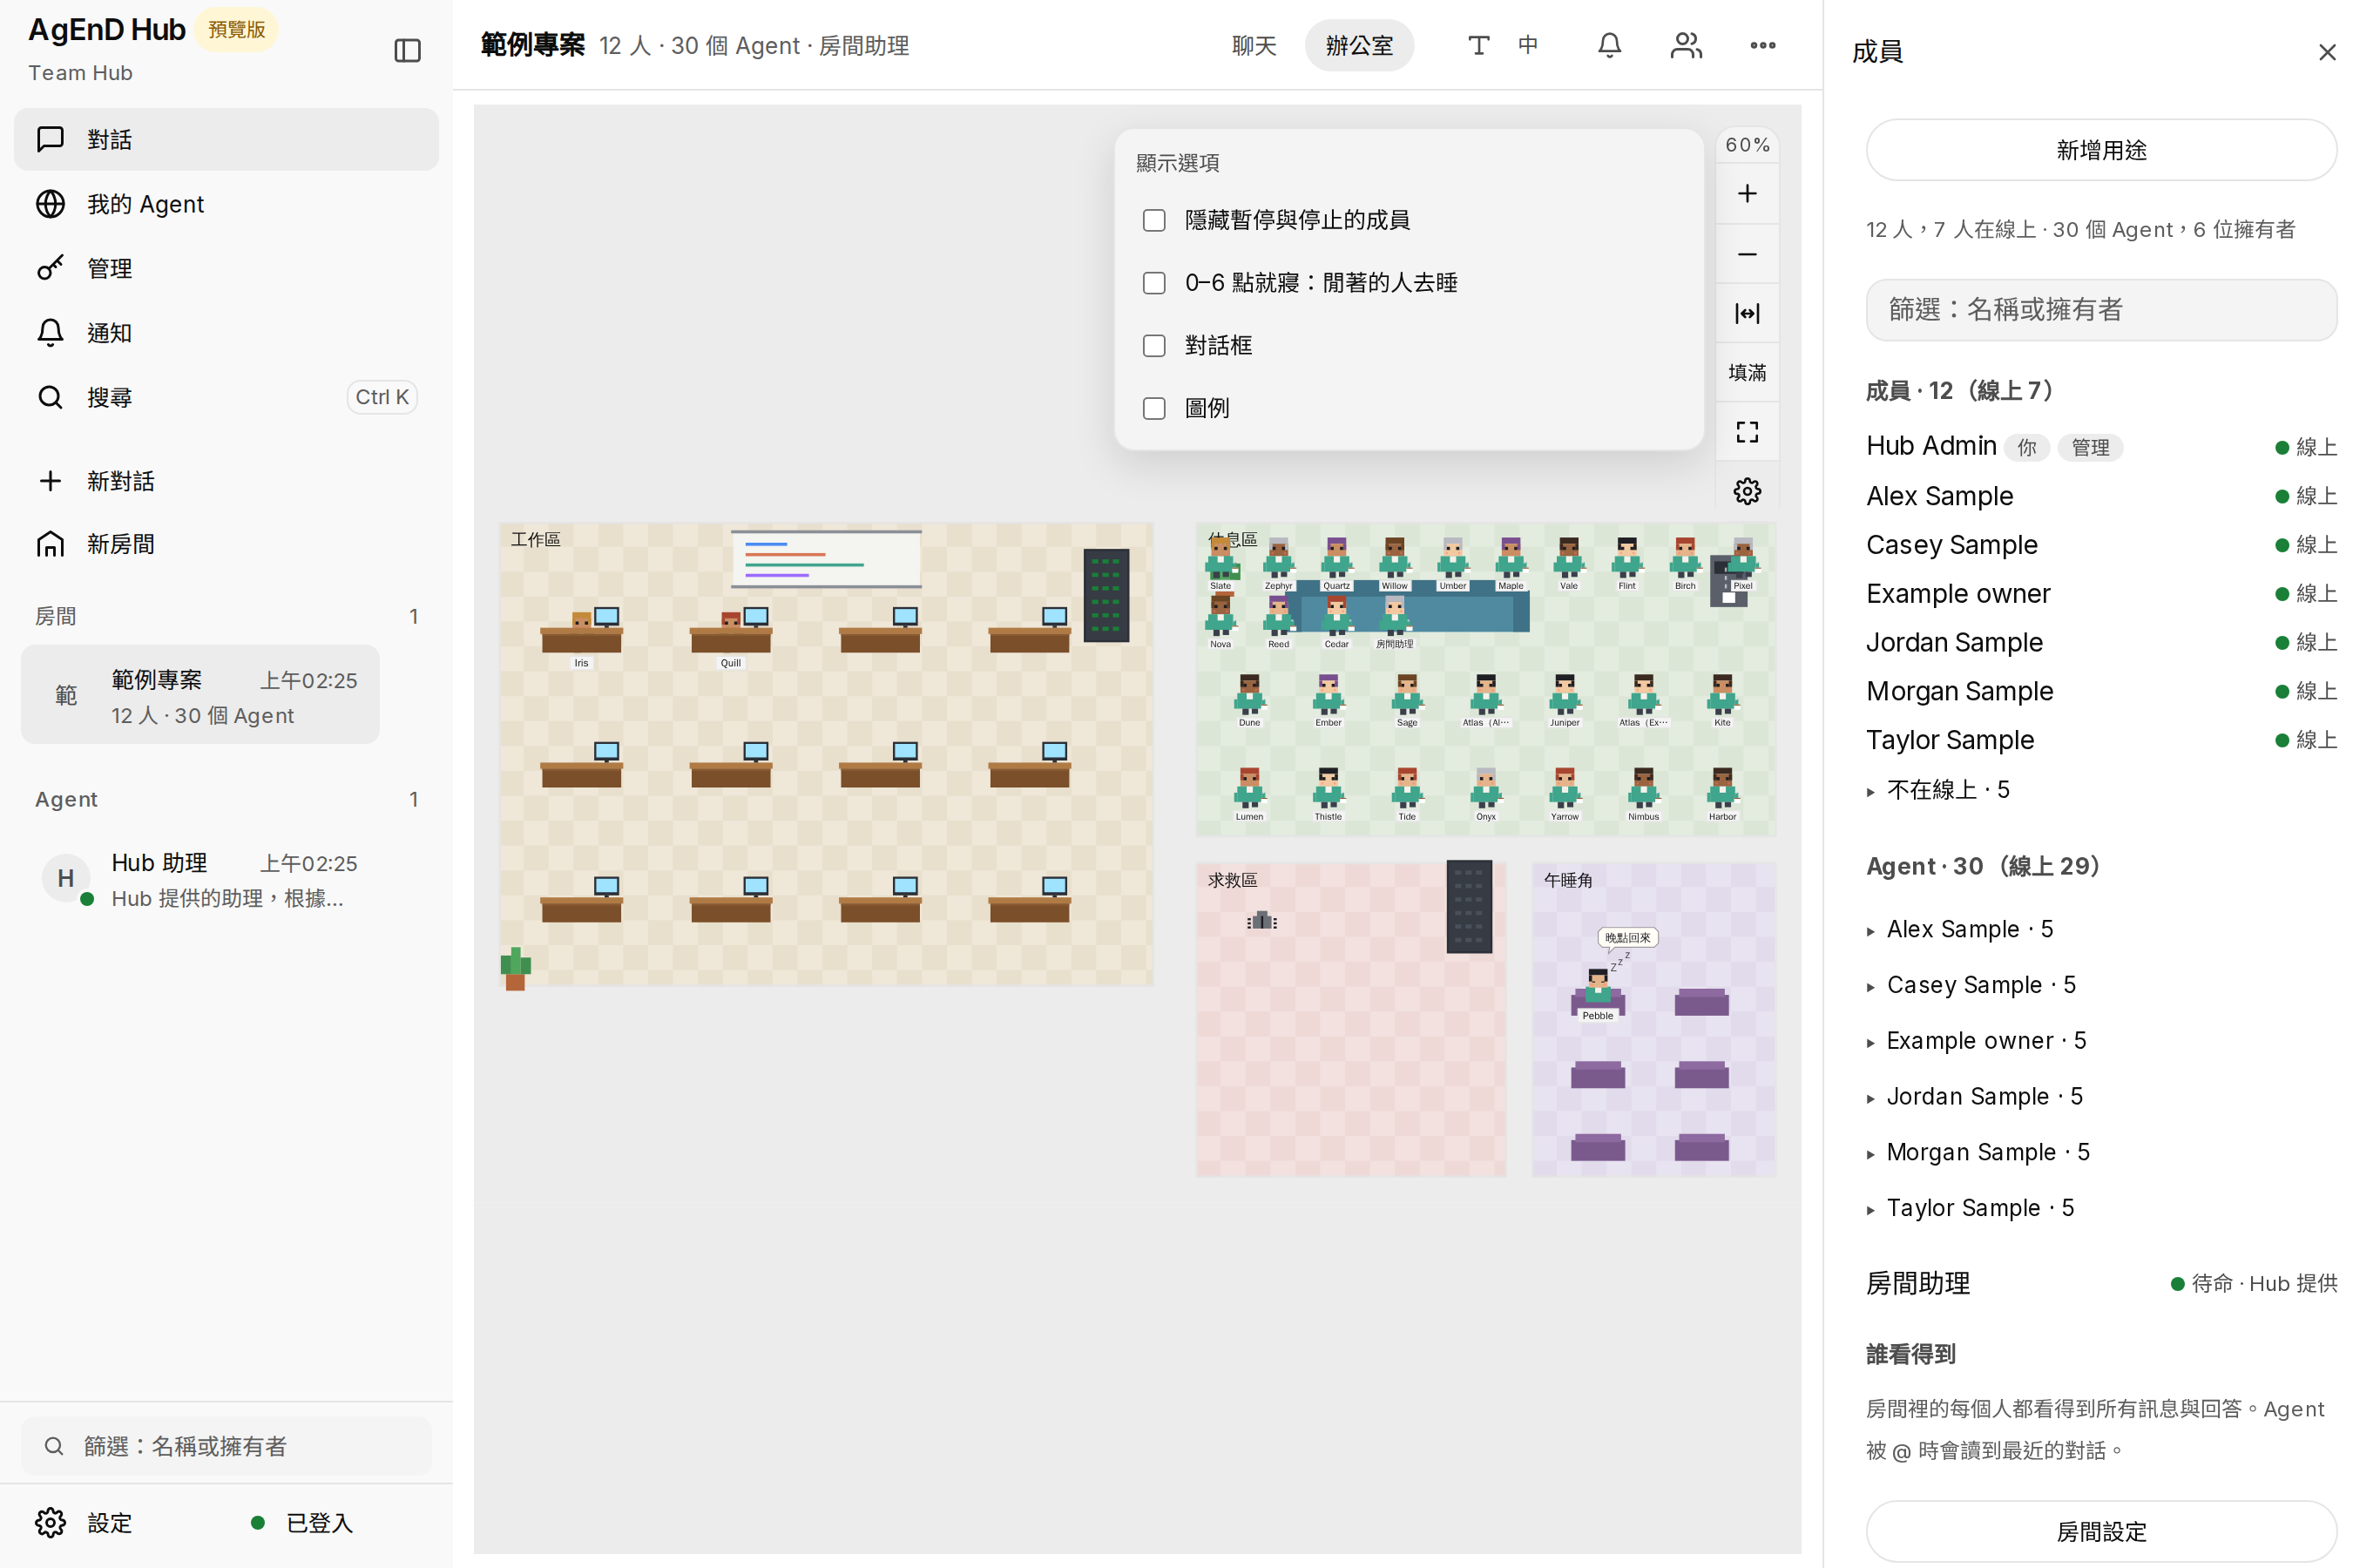 AgEnD Hub 預覽版
Team Hub
對話
我的 Agent
管理
通知
搜尋 Ctrl K
新對話
新房間
房間 1
範 範例專案 上午02:25
12 人 · 30 個 Agent
Agent 1
H Hub 助理 上午02:25
Hub 提供的助理，根據...
篩選：名稱或擁有者
設定 已登入
範例專案 12 人 · 30 個 Agent · 房間助理
聊天 辦公室 中
顯示選項
隱藏暫停與停止的成員
0–6 點就寢：閒著的人去睡
對話框
圖例
60%
填滿
工作區
Iris Quill
休息區
Slate Zephyr Quartz Willow Umber Maple Vale Flint Birch Pixel
Nova Reed Cedar 房間助理
Dune Ember Sage Atlas (Al… Juniper Atlas (Ex… Kite
Lumen Thistle Tide Onyx Yarrow Nimbus Harbor
求救區
午睡角
晚點回來
z z z
Pebble
成員
新增用途
12 人，7 人在線上 · 30 個 Agent，6 位擁有者
篩選：名稱或擁有者
成員 · 12（線上 7）
Hub Admin 你 管理 線上
Alex Sample 線上
Casey Sample 線上
Example owner 線上
Jordan Sample 線上
Morgan Sample 線上
Taylor Sample 線上
不在線上 · 5
Agent · 30（線上 29）
Alex Sample · 5
Casey Sample · 5
Example owner · 5
Jordan Sample · 5
Morgan Sample · 5
Taylor Sample · 5
房間助理 待命 · Hub 提供
誰看得到
房間裡的每個人都看得到所有訊息與回答。Agent
被 @ 時會讀到最近的對話。
房間設定